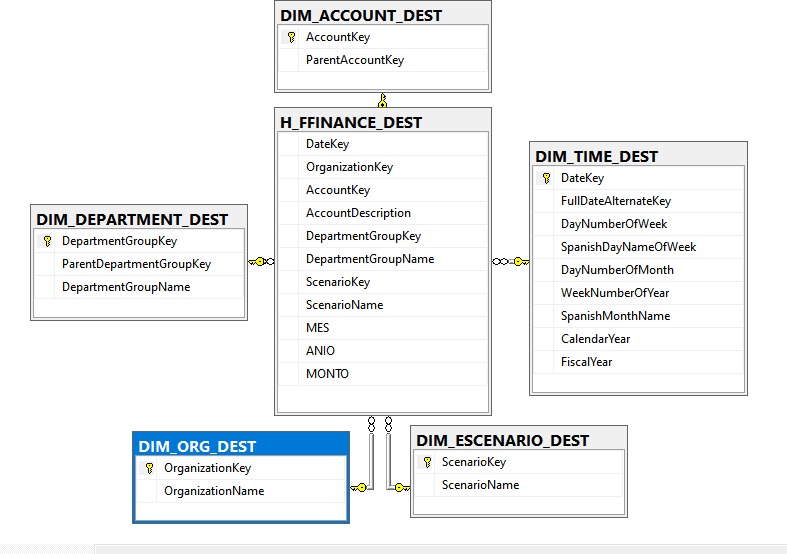 DIM_ACCOUNT_DEST
AccountKey
ParentAccountKey
H_FFINANCE_DEST
DateKey
OrganizationKey
AccountKey
AccountDescription
DepartmentGroupKey
DepartmentGroupName
ScenarioKey
ScenarioName
MES
ANIO
MONTO
DIM_TIME_DEST
DateKey
FullDateAlternateKey
DayNumberOfWeek
SpanishDayNameOfWeek
DayNumberOfMonth
WeekNumberOfYear
SpanishMonthName
CalendarYear
FiscalYear
DIM_DEPARTMENT_DEST
DepartmentGroupKey
ParentDepartmentGroupKey
DepartmentGroupName
DIM_ORG_DEST
OrganizationKey
OrganizationName
DIM_ESCENARIO_DEST
ScenarioKey
ScenarioName